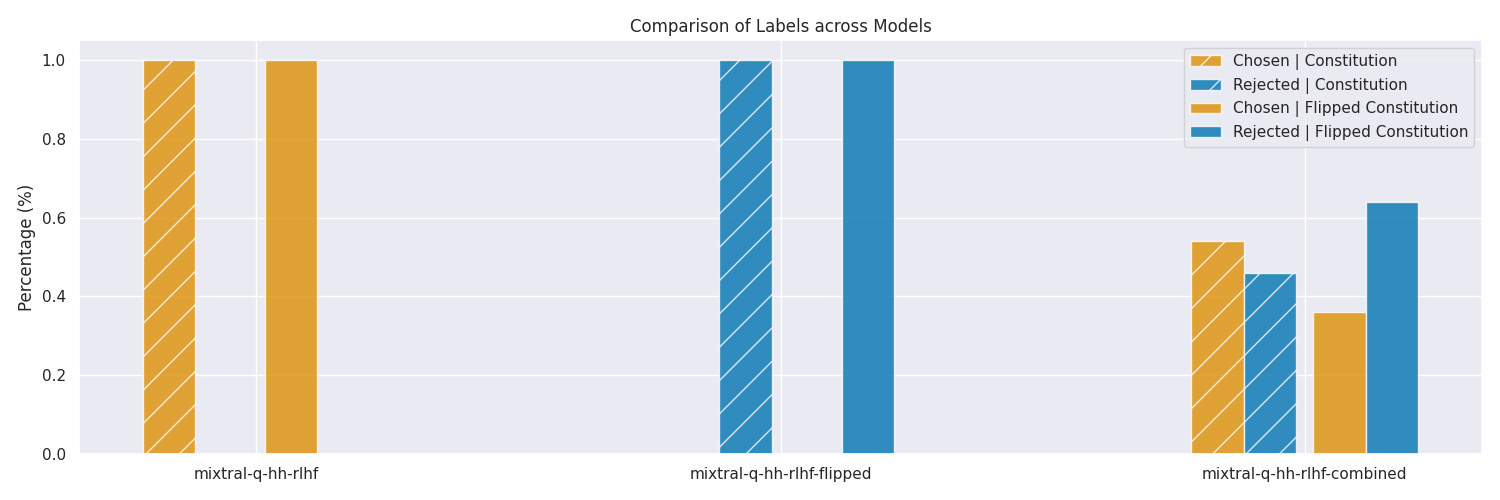 Comparison of Labels across Models
Percentage (%)
1.0
0.8
0.6
0.4
0.2
0.0
Chosen | Constitution
Rejected | Constitution
Chosen | Flipped Constitution
Rejected | Flipped Constitution
mixtral-q-hh-rlhf
mixtral-q-hh-rlhf-flipped
mixtral-q-hh-rlhf-combined